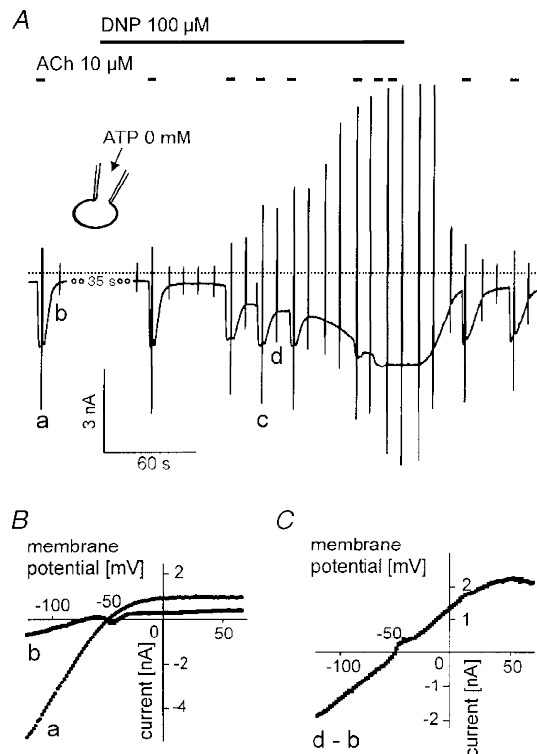 A
DNP 100 µM
ACh 10 µM
ATP 0 mM
35 s
b
d
a
c
3 nA
60 s
B
membrane
potential [mV]
-100
-50
2
0
-2
-4
b
a
current [nA]
C
membrane
potential [mV]
-100
-50
2
1
0
50
-1
-2
d - b
current [nA]